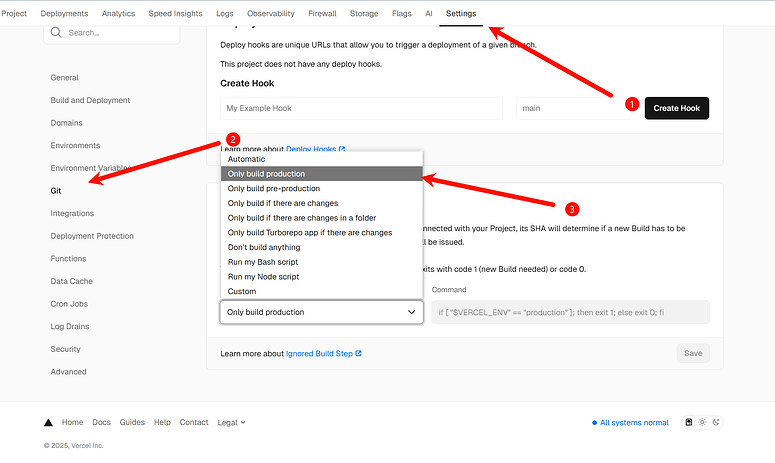 Project Deployments Analytics Speed Insights Logs Observability Firewall Storage Flags AI Settings
Search...
General
Build and Deployment
Domains
Environments
Environment Variables
Git
Integrations
Deployment Protection
Functions
Data Cache
Cron Jobs
Log Drains
Security
Advanced
Deploy hooks are unique URLs that allow you to trigger a deployment of a given branch.
This project does not have any deploy hooks.
Create Hook
My Example Hook
main
1
Create Hook
2
Learn more about Deploy Hooks
Automatic
Only build production
Only build pre-production
Only build if there are changes
Only build if there are changes in a folder
Only build Turborepo app if there are changes
Don't build anything
Run my Bash script
Run my Node script
Custom
3
nnected with your Project, its SHA will determine if a new Build has to be
ll be issued.
xits with code 1 (new Build needed) or code 0.
Command
Only build production
if [ "$VERCEL_ENV" == "production" ]; then exit 1; else exit 0; fi
Learn more about Ignored Build Step
Save
Home Docs Guides Help Contact Legal
All systems normal
© 2025, Vercel Inc.